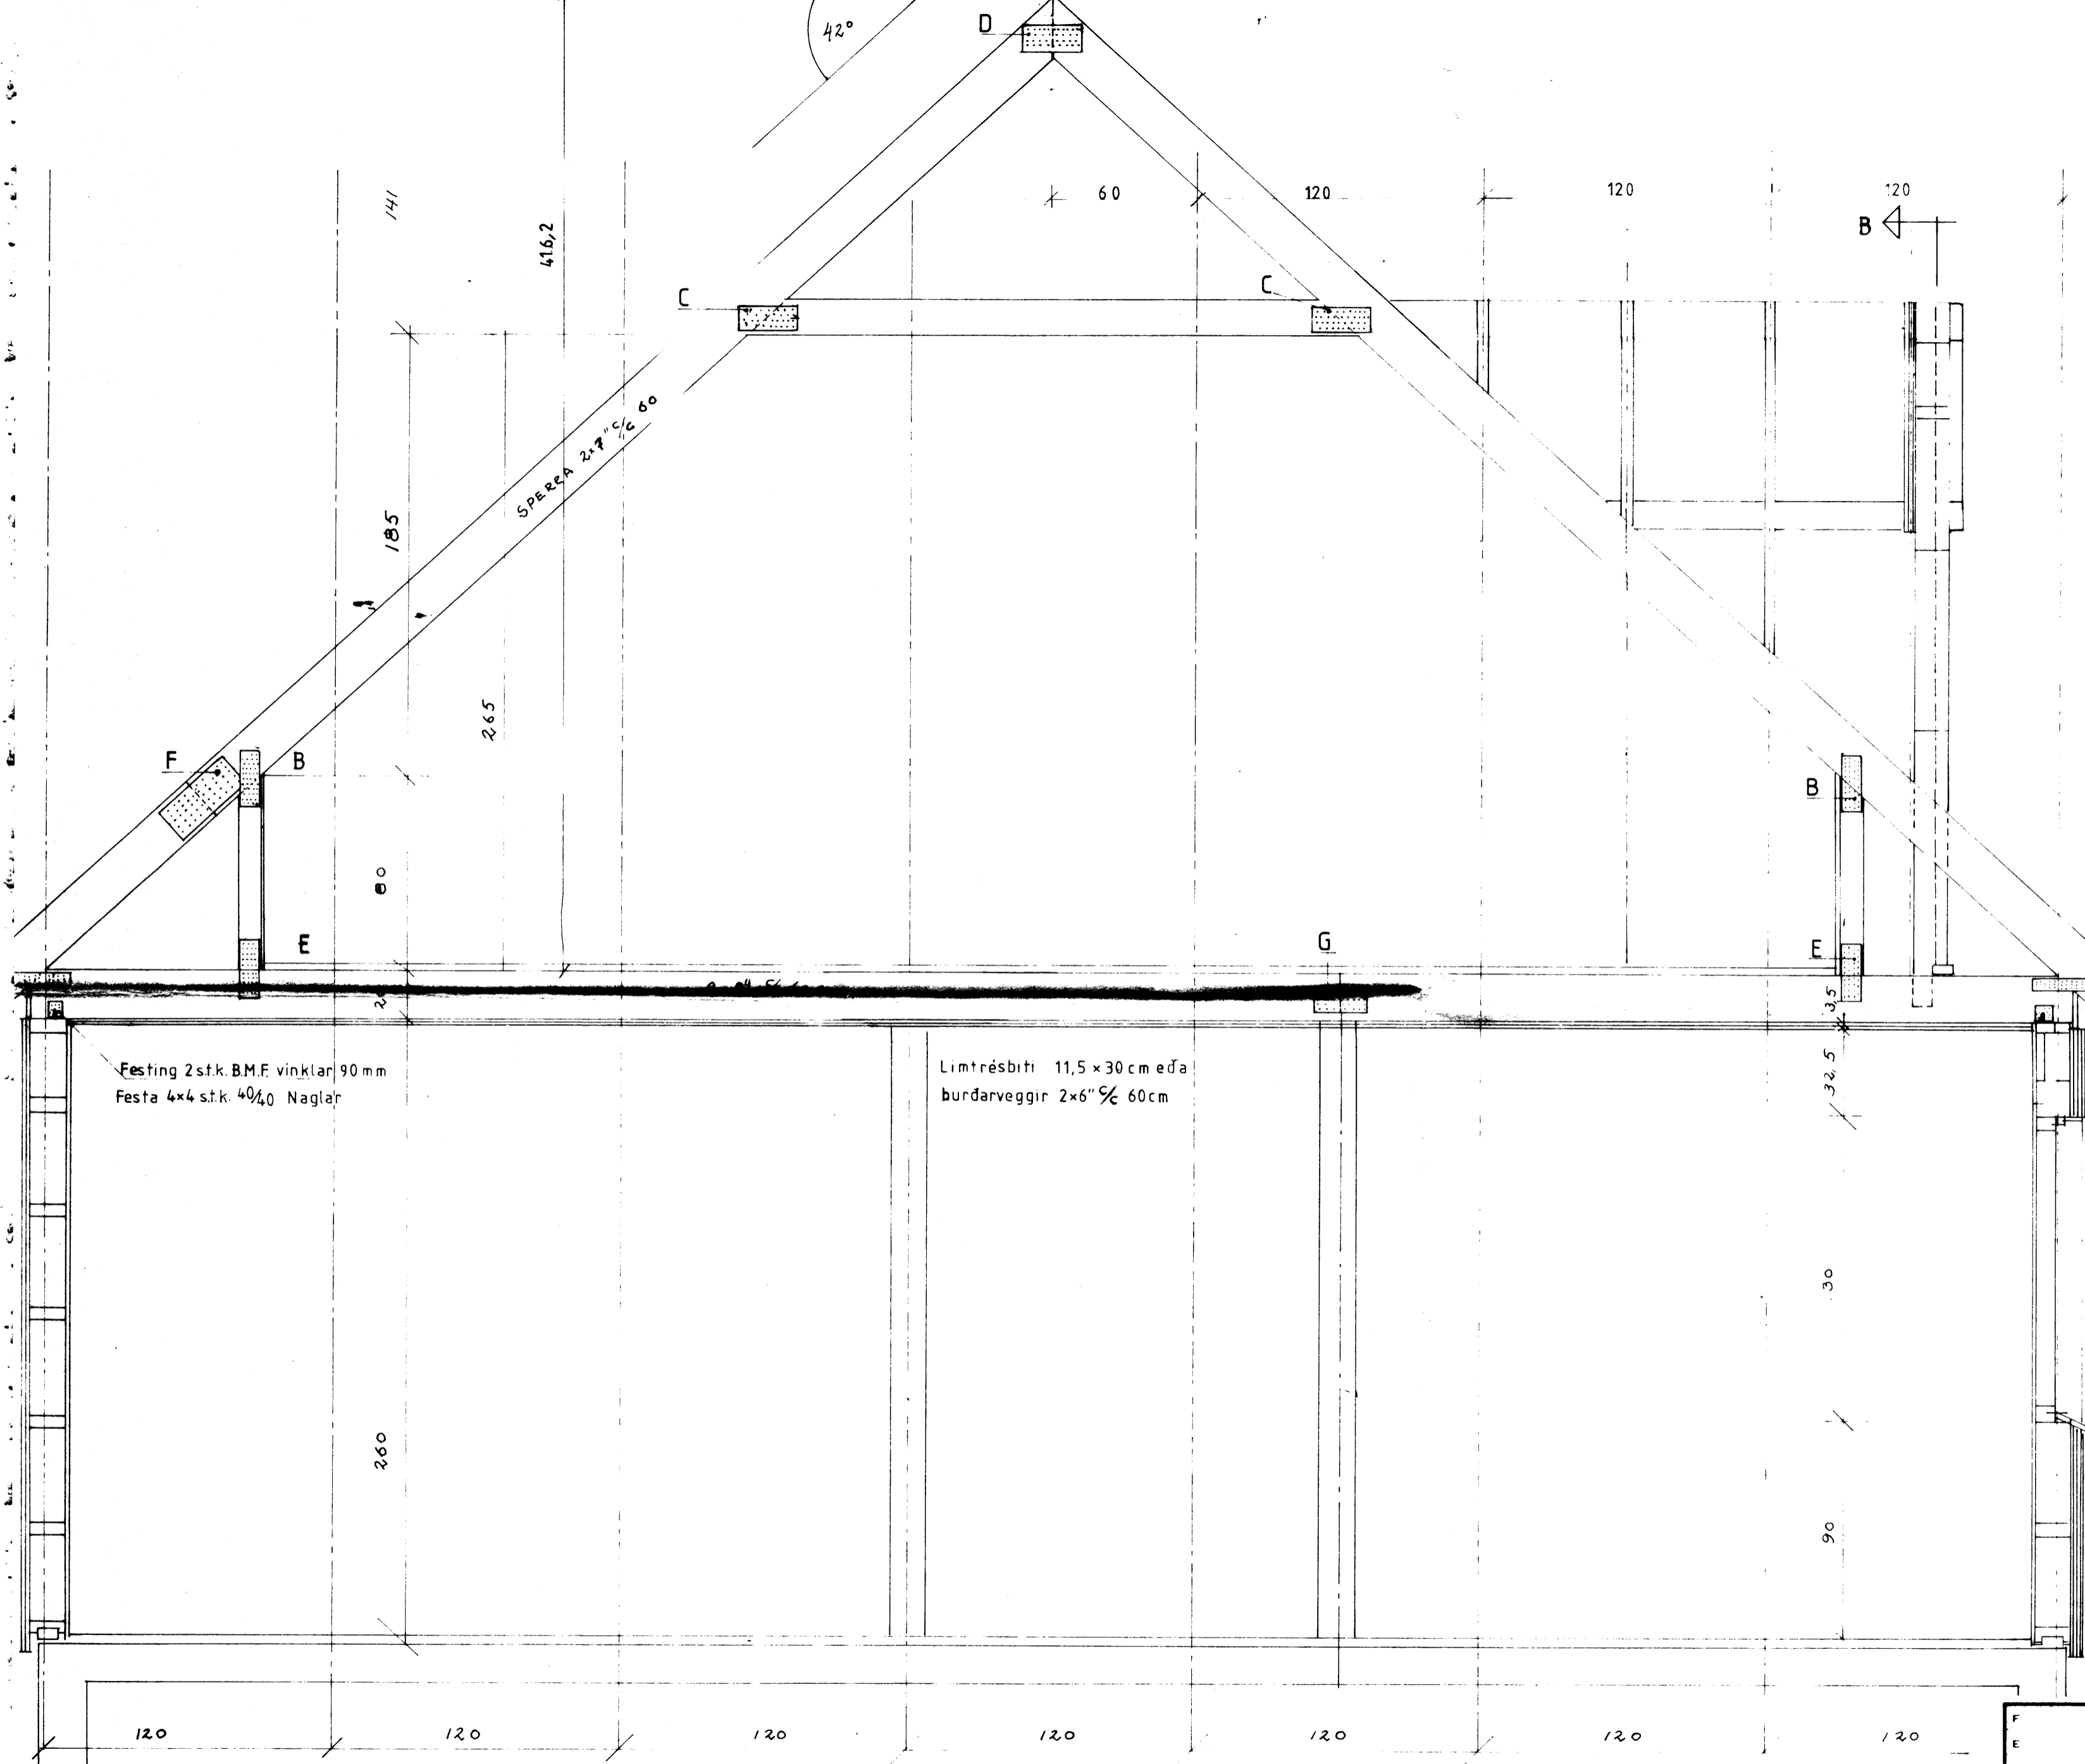 42°
D
60
120
120
120
141
416,2
B
C
C
SPERRA 2×7" c/c 60
185
265
F
B
B
80
E
G
E
3,5
Festing 2 s.t.k. B.M.F. vinklar 90 mm
Festa 4×4 s.t.k. 40/40 Naglar
Limtrésbiti 11,5 × 30 cm eða
burðarveggir 2×6" c/c 60 cm
32,5
30
260
90
120
120
120
120
120
120
120
F
E